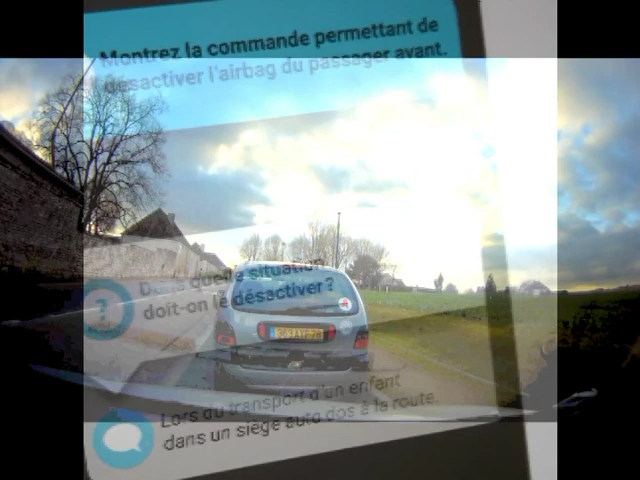 Montrez la commande permettant de
désactiver l'airbag du passager avant.
Dans quelle situation
doit-on le désactiver ?
Lors du transport d'un enfant
dans un siège auto dos à la route.